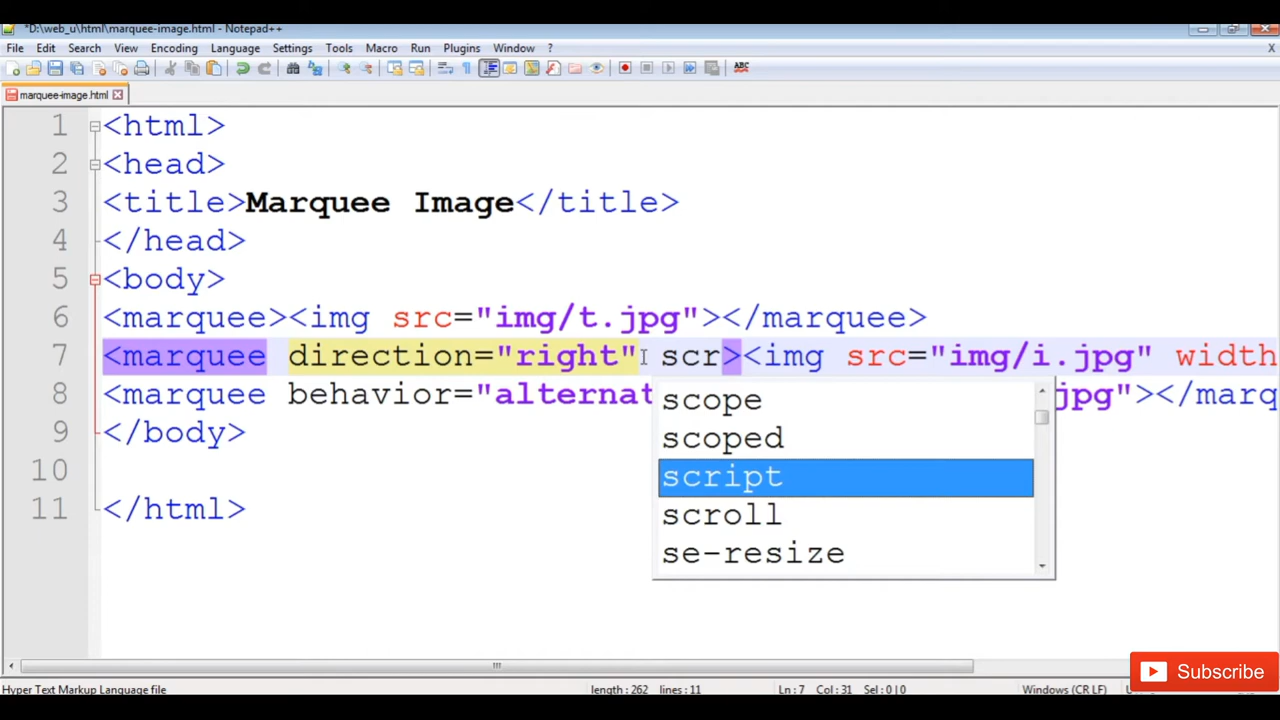 *D:\web_u\html\marquee-image.html - Notepad++
File Edit Search View Encoding Language Settings Tools Macro Run Plugins Window ? X
ABC
marquee-image.html
1 <html>
2 <head>
3 <title>Marquee Image</title>
4 </head>
5 <body>
6 <marquee><img src="img/t.jpg"></marquee>
7 <marquee direction="right" scr><img src="img/i.jpg" width
8 <marquee behavior="alternat jpg"></marq
9 </body>
10
11 </html>
scope
scoped
script
scroll
se-resize
Subscribe
Hyper Text Markup Language file length : 262 lines : 11 Ln : 7 Col : 31 Sel : 0 | 0 Windows (CR LF)